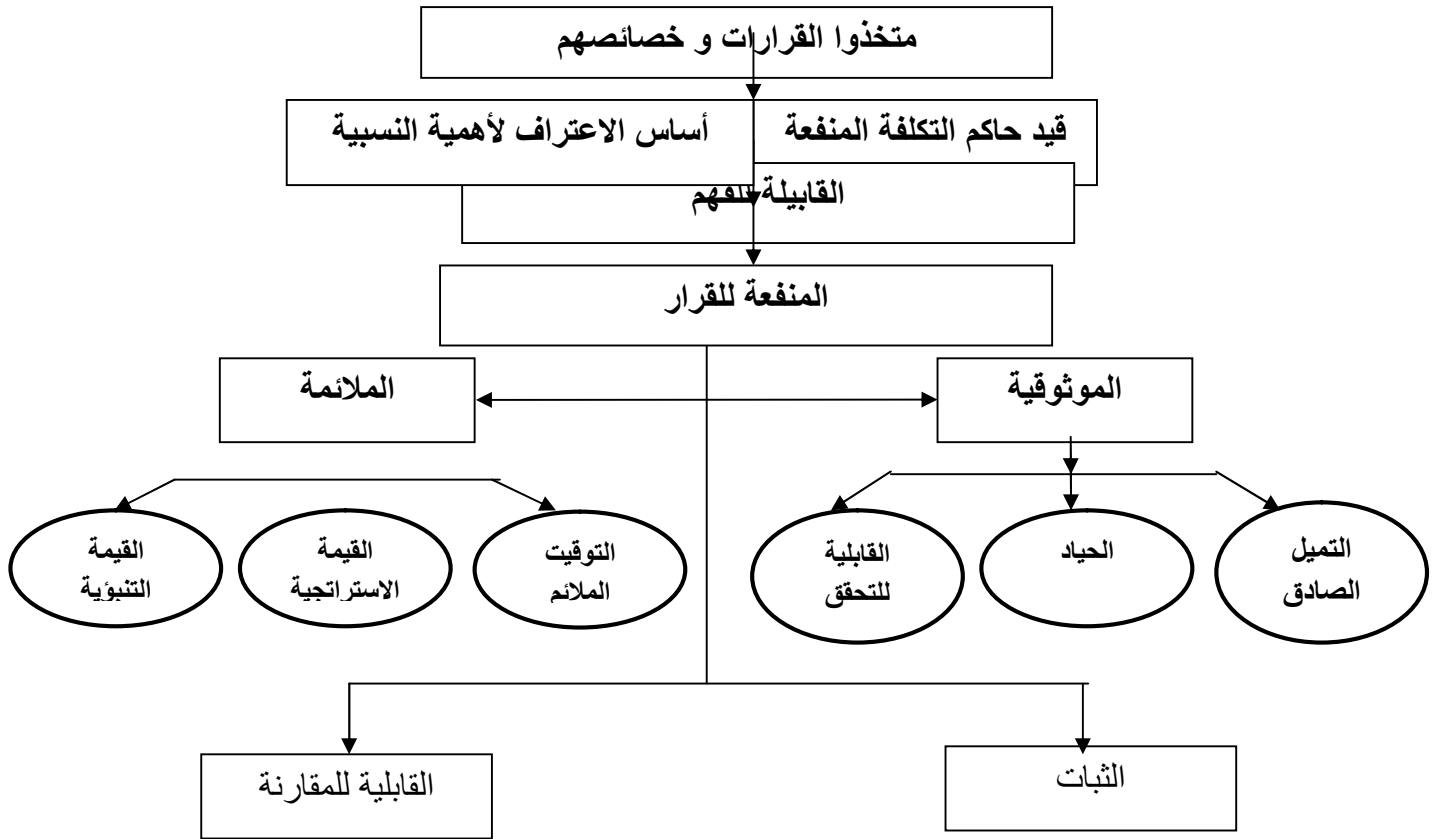 متخذوا القرارات و خصائصهم
قيد حاكم التكلفة المنفعة
أساس الاعتراف لأهمية النسبية
القابيلة للفهم
المنفعة للقرار
الموثوقية
الملائمة
التميل
الصادق
الحياد
القابلية
للتحقق
التوقيت
الملائم
القيمة
الاستراتجية
القيمة
التنبؤية
الثبات
القابلية للمقارنة